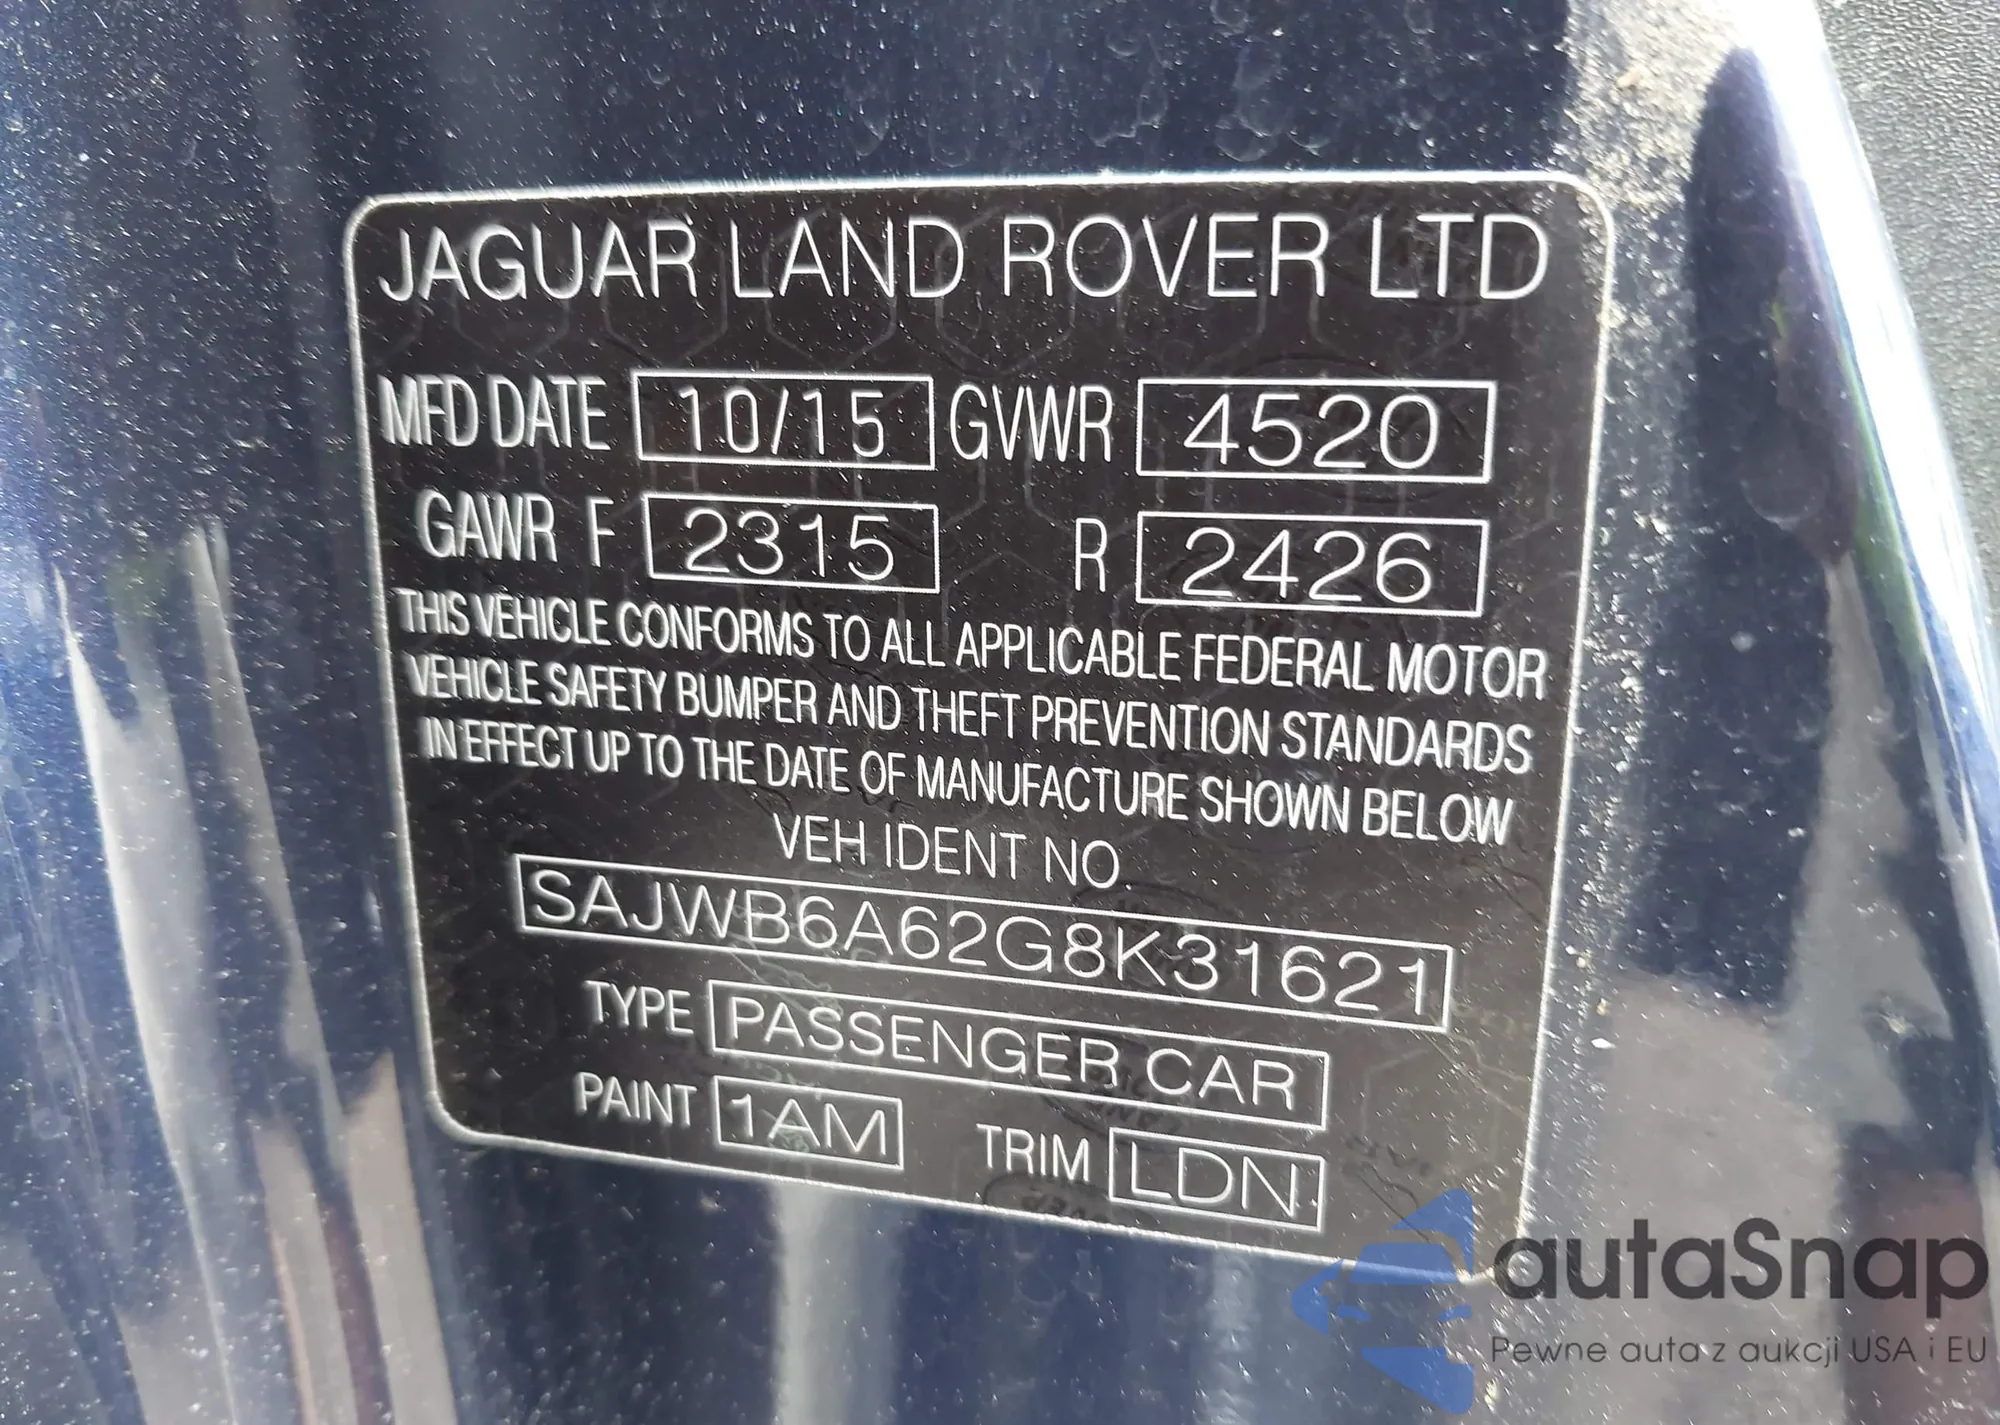 JAGUAR LAND ROVER LTD
MFD DATE 10/15 GVWR 4520
GAWR F 2315 R 2426
THIS VEHICLE CONFORMS TO ALL APPLICABLE FEDERAL MOTOR
VEHICLE SAFETY BUMPER AND THEFT PREVENTION STANDARDS
IN EFFECT UP TO THE DATE OF MANUFACTURE SHOWN BELOW
VEH IDENT NO.
SAJWB6A62G8K31621
TYPE PASSENGER CAR
PAINT 1AM TRIM LDN
autaSnap
Pewne auta z aukcji USA i EU